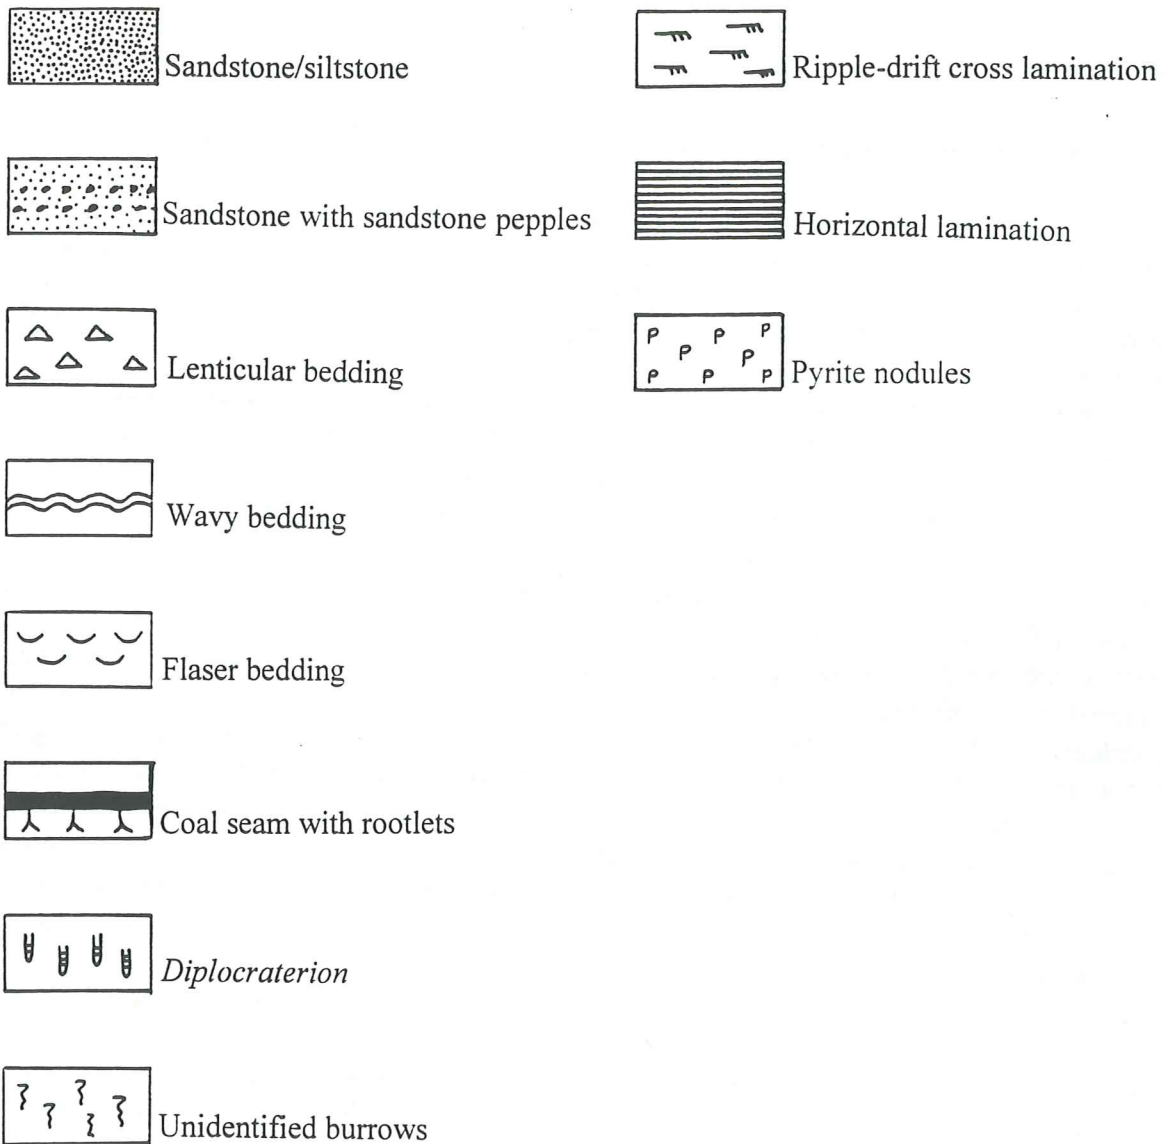 Sandstone/siltstone
Sandstone with sandstone pepples
Lenticular bedding
Wavy bedding
Flaser bedding
Coal seam with rootlets
Diplocraterion
Unidentified burrows
Ripple-drift cross lamination
Horizontal lamination
P P P P P P P P
Pyrite nodules